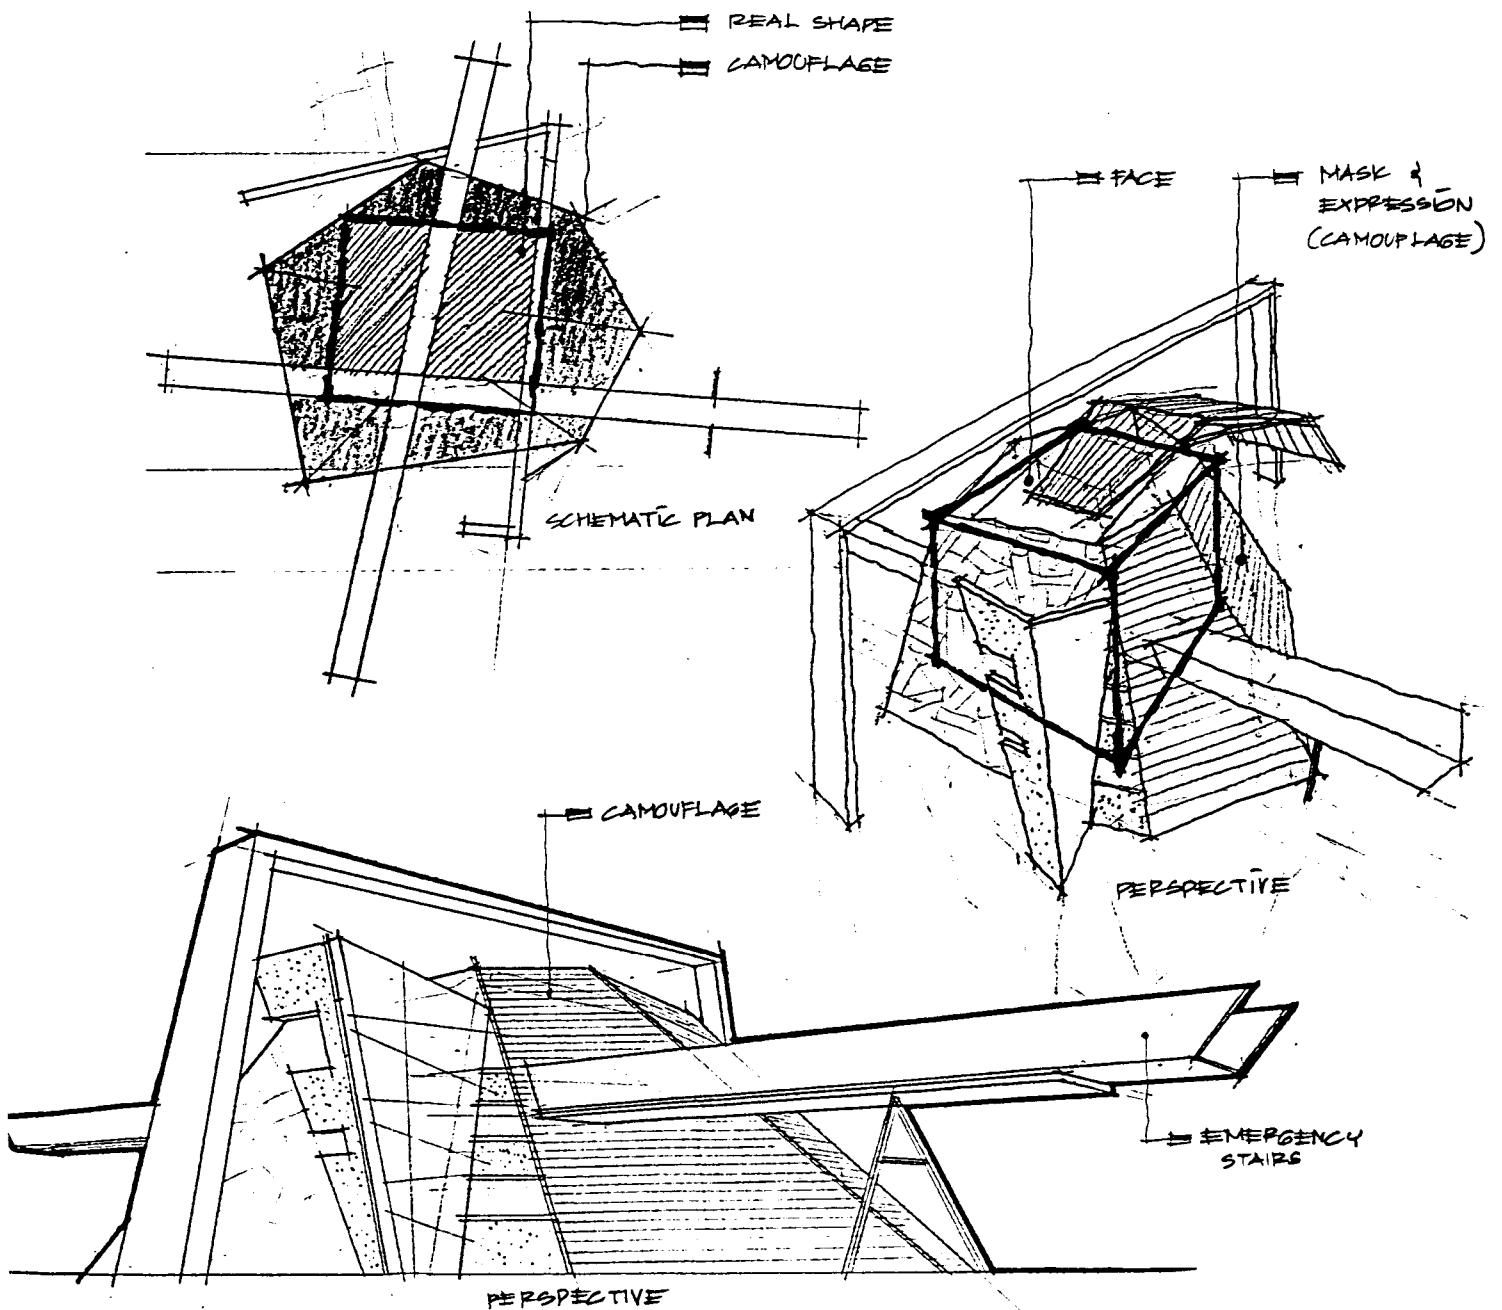 REAL SHAPE
CAMOUFLAGE
FACE
MASK &
EXPRESSION
(CAMOUFLAGE)
SCHEMATIC PLAN
PERSPECTIVE
CAMOUFLAGE
EMERGENCY
STAIRS
PERSPECTIVE